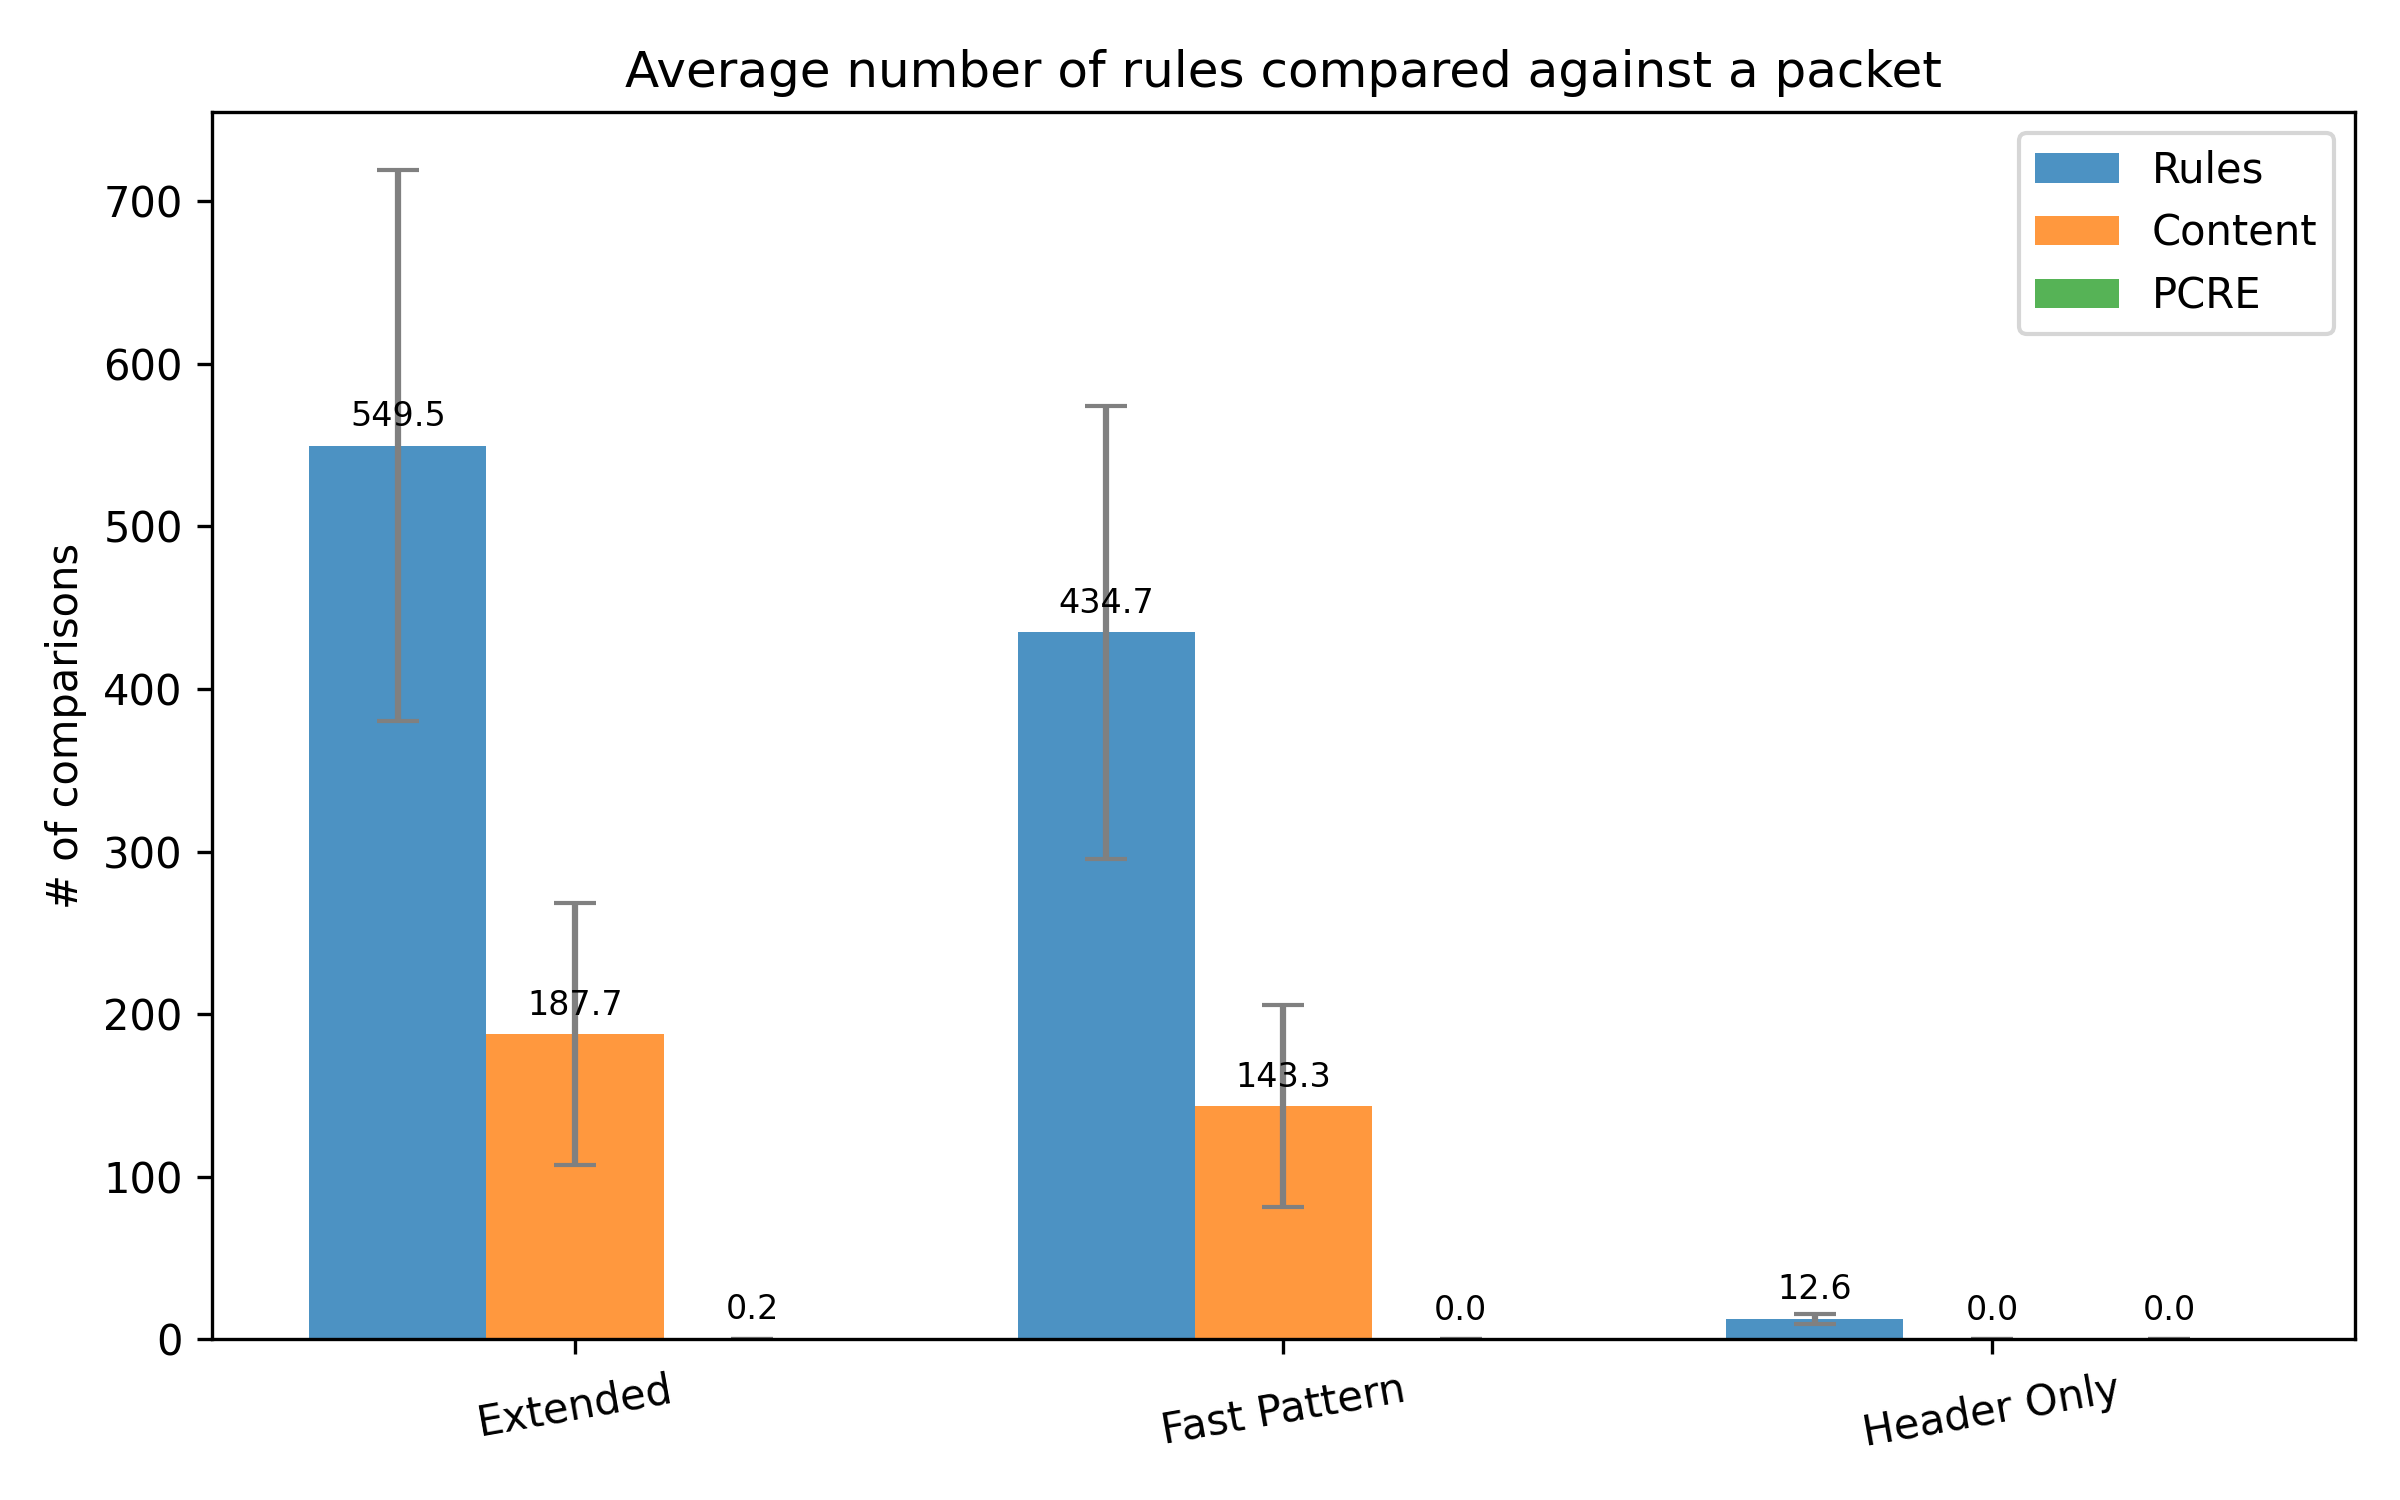 Average number of rules compared against a packet
Rules
Content
PCRE
# of comparisons
700
600
500
400
300
200
100
0
549.5
187.7
0.2
434.7
143.3
0.0
12.6
0.0
0.0
Extended
Fast Pattern
Header Only